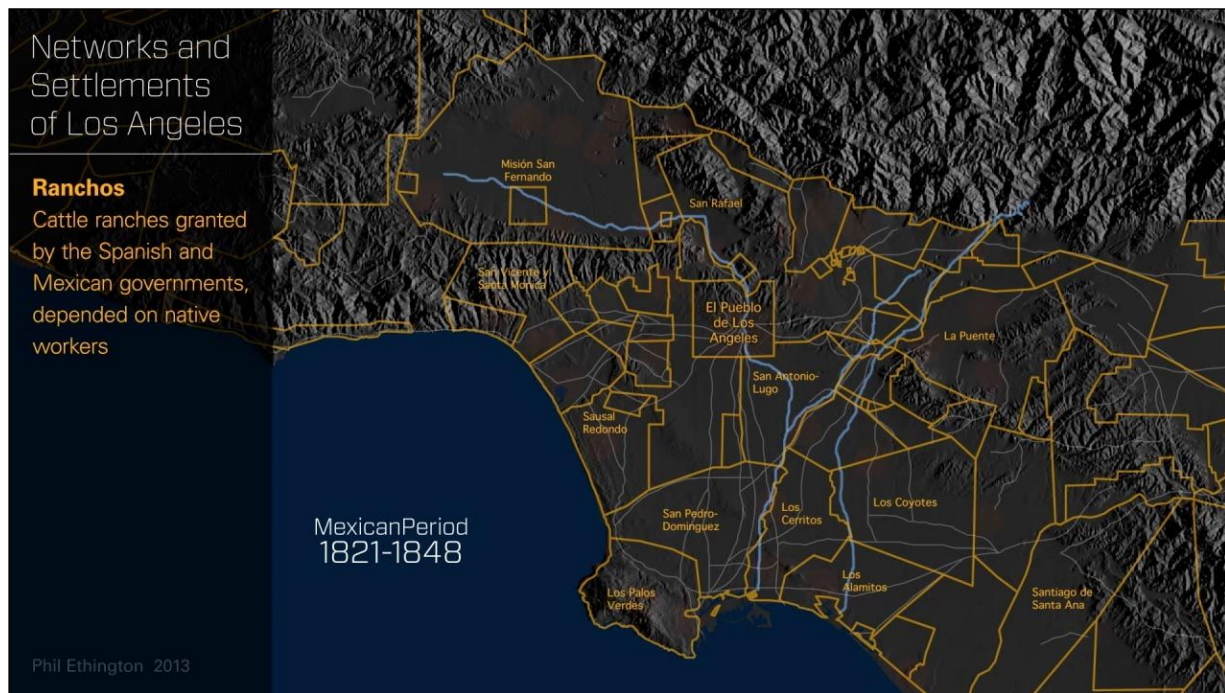 Networks and
Settlements
of Los Angeles
Ranchos
Cattle ranches granted
by the Spanish and
Mexican governments,
depended on native
workers
Misión San
Fernando
San Rafael
San Vicente y
Santa Monica
El Pueblo
de Los
Angeles
La Puente
San Antonio-
Lugo
Sausal
Redondo
San Pedro-
Dominguez
Los
Cerritos
Los Coyotes
Los
Alamitos
Los Palos
Verdes
Santiago de
Santa Ana
MexicanPeriod
1821-1848
Phil Ethington 2013